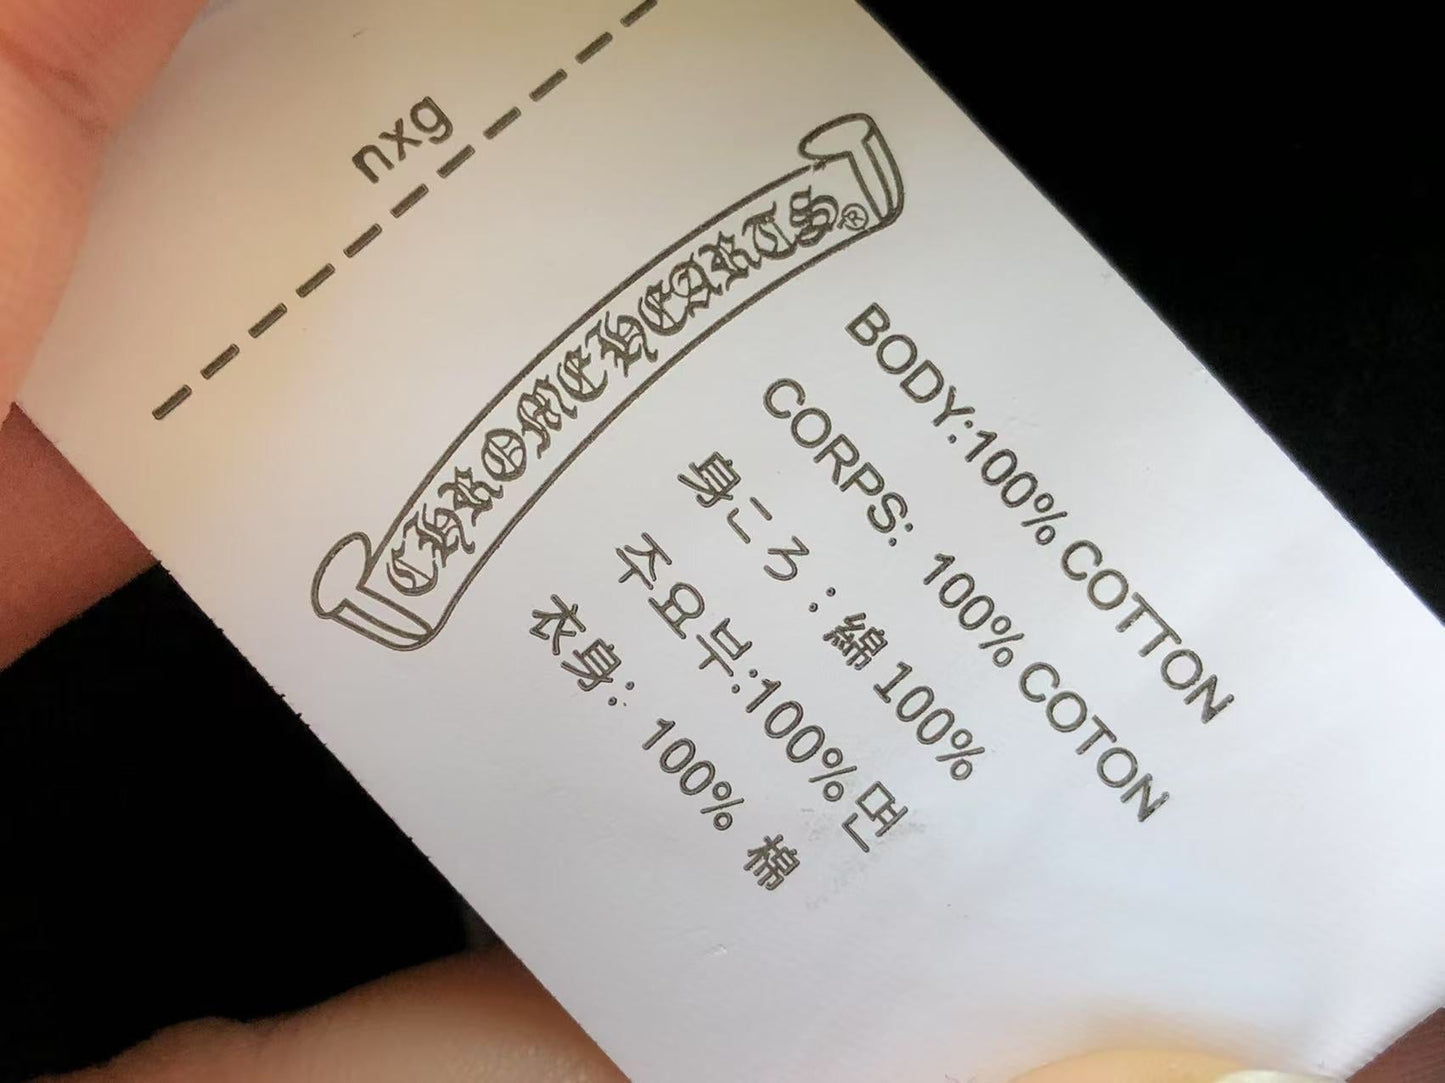 nxg
CHROME HEARTS®
BODY:100% COTTON
CORPS: 100% COTON
身ころ : 綿 100%
주요부:100% 면
衣身: 100% 棉